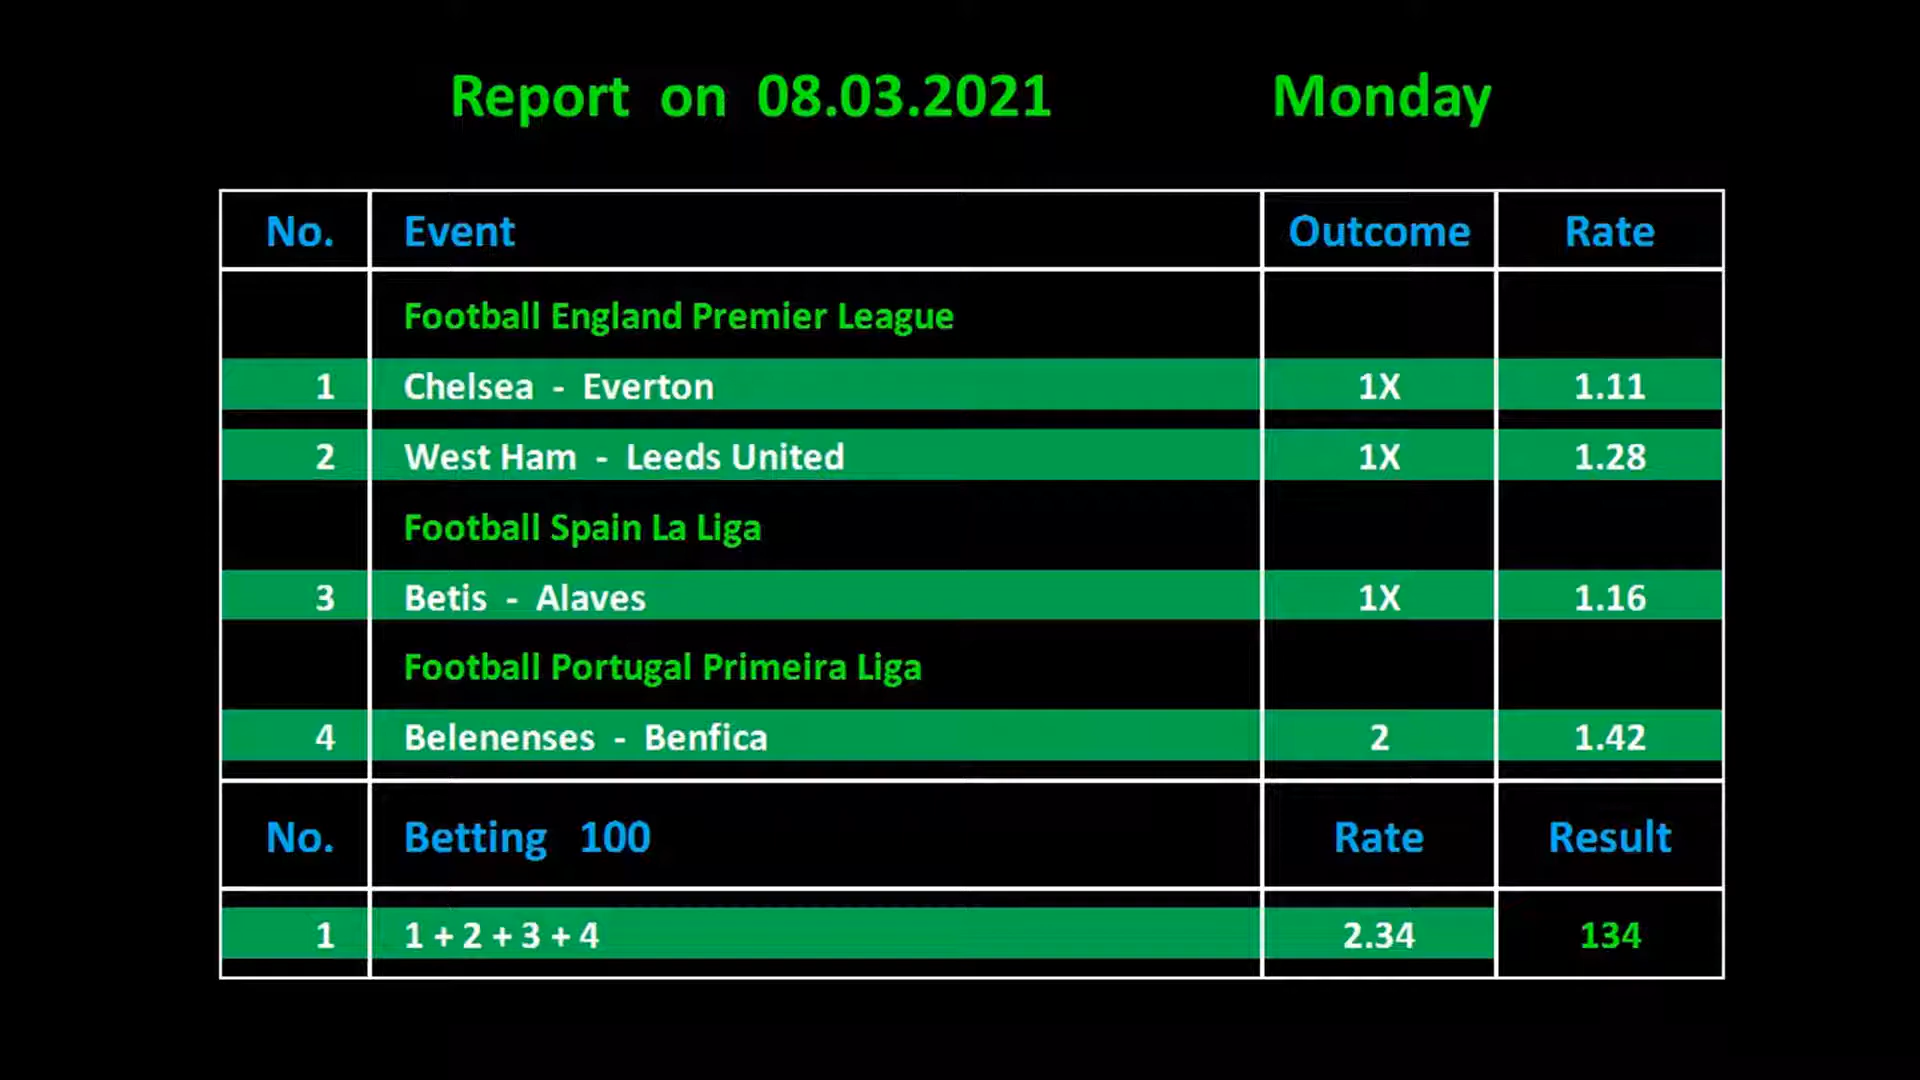 Report on 08.03.2021 Monday
No. Event Outcome Rate
Football England Premier League
1 Chelsea - Everton 1X 1.11
2 West Ham - Leeds United 1X 1.28
Football Spain La Liga
3 Betis - Alaves 1X 1.16
Football Portugal Primeira Liga
4 Belenenses - Benfica 2 1.42
No. Betting 100 Rate Result
1 1 + 2 + 3 + 4 2.34 134